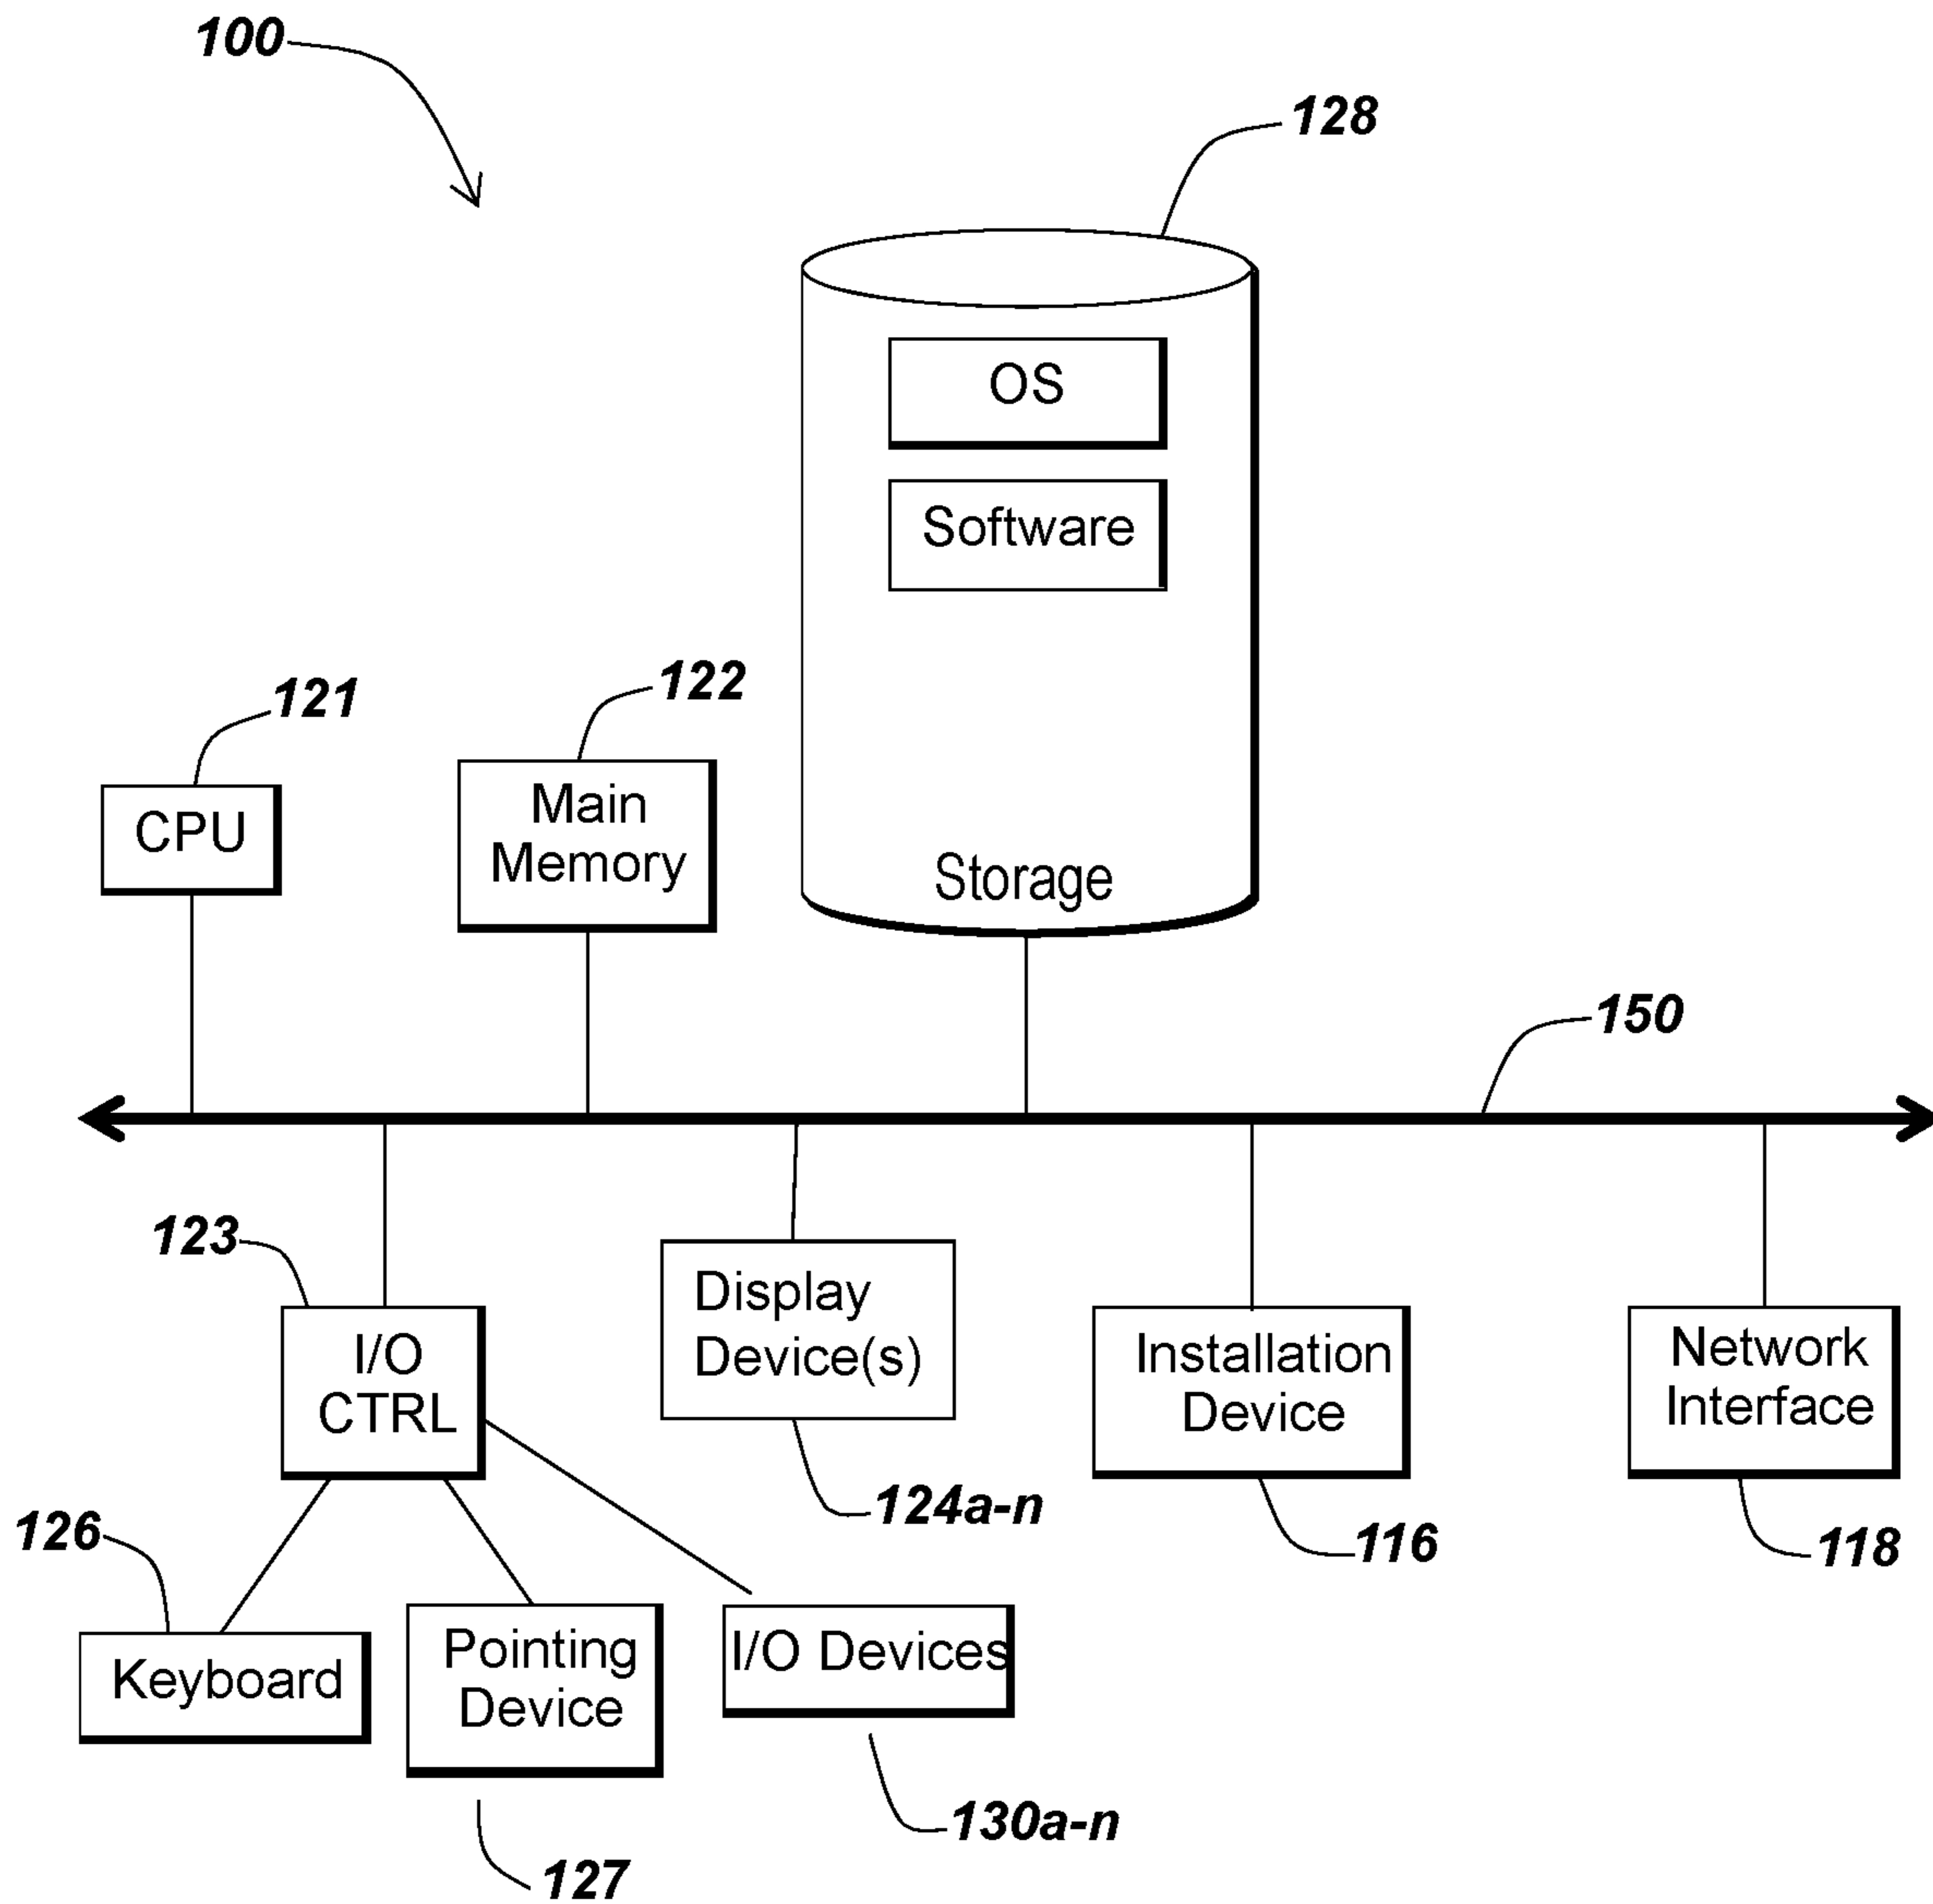 100
128
OS
Software
121
122
CPU
Main
Memory
Storage
150
123
I/O
CTRL
Display
Device(s)
Installation
Device
Network
Interface
124a-n
116
118
126
Keyboard
Pointing
Device
I/O Devices
130a-n
127